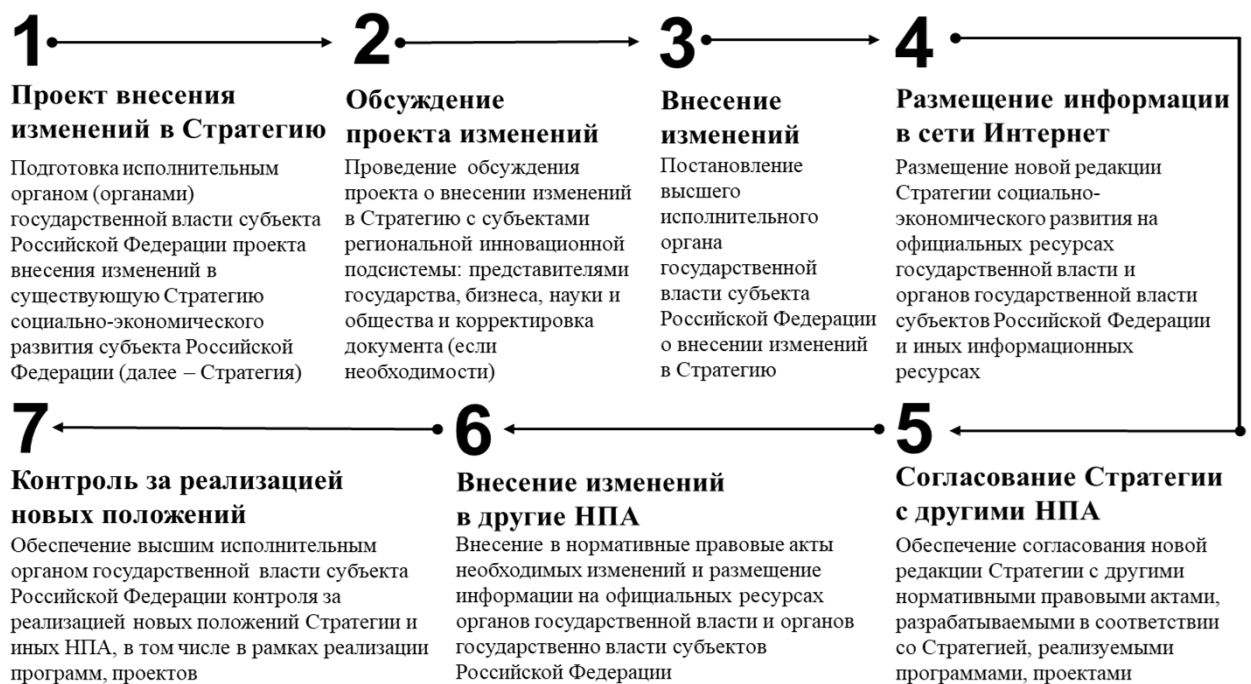 1
Проект внесения
изменений в Стратегию
Подготовка исполнительным
органом (органами)
государственной власти субъекта
Российской Федерации проекта
внесения изменений в
существующую Стратегию
социально-экономического
развития субъекта Российской
Федерации (далее – Стратегия)
2
Обсуждение
проекта изменений
Проведение обсуждения
проекта о внесении изменений
в Стратегию с субъектами
региональной инновационной
подсистемы: представителями
государства, бизнеса, науки и
общества и корректировка
документа (если
необходимости)
3
Внесение
изменений
Постановление
высшего
исполнительного
органа
государственной
власти субъекта
Российской Федерации
о внесении изменений
в Стратегию
4
Размещение информации
в сети Интернет
Размещение новой редакции
Стратегии социально-
экономического развития на
официальных ресурсах
государственной власти и
органов государственной власти
субъектов Российской Федерации
и иных информационных
ресурсах
5
Согласование Стратегии
с другими НПА
Обеспечение согласования новой
редакции Стратегии с другими
нормативными правовыми актами,
разрабатываемыми в соответствии
со Стратегией, реализуемыми
программами, проектами
6
Внесение изменений
в другие НПА
Внесение в нормативные правовые акты
необходимых изменений и размещение
информации на официальных ресурсах
органов государственной власти и органов
государственно власти субъектов
Российской Федерации
7
Контроль за реализацией
новых положений
Обеспечение высшим исполнительным
органом государственной власти субъекта
Российской Федерации контроля за
реализацией новых положений Стратегии и
иных НПА, в том числе в рамках реализации
программ, проектов